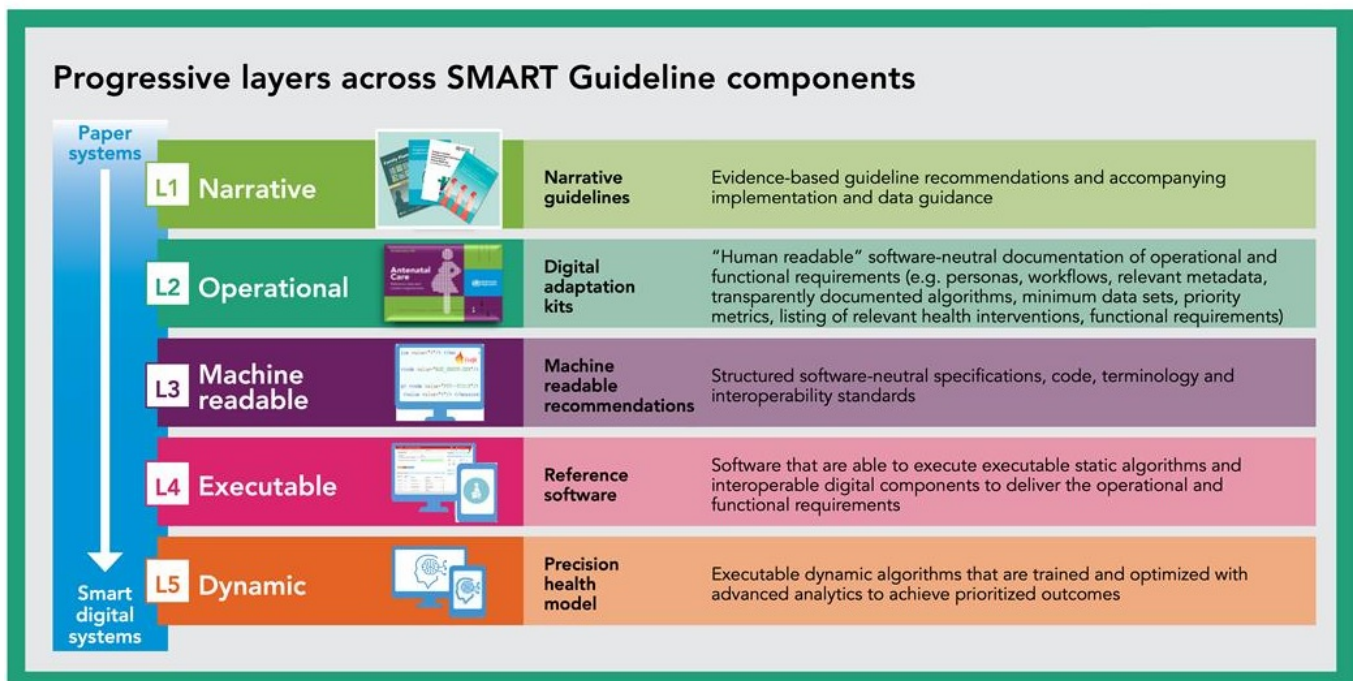 Progressive layers across SMART Guideline components
Paper
systems
L1 Narrative
Narrative
guidelines
Evidence-based guideline recommendations and accompanying
implementation and data guidance
L2 Operational
Antenatal
Care
Digital
adaptation
kits
“Human readable” software-neutral documentation of operational and
functional requirements (e.g. personas, workflows, relevant metadata,
transparently documented algorithms, minimum data sets, priority
metrics, listing of relevant health interventions, functional requirements)
L3 Machine
readable
Machine
readable
recommendations
Structured software-neutral specifications, code, terminology and
interoperability standards
L4 Executable
Reference
software
Software that are able to execute executable static algorithms and
interoperable digital components to deliver the operational and
functional requirements
L5 Dynamic
Precision
health
model
Executable dynamic algorithms that are trained and optimized with
advanced analytics to achieve prioritized outcomes
Smart
digital
systems